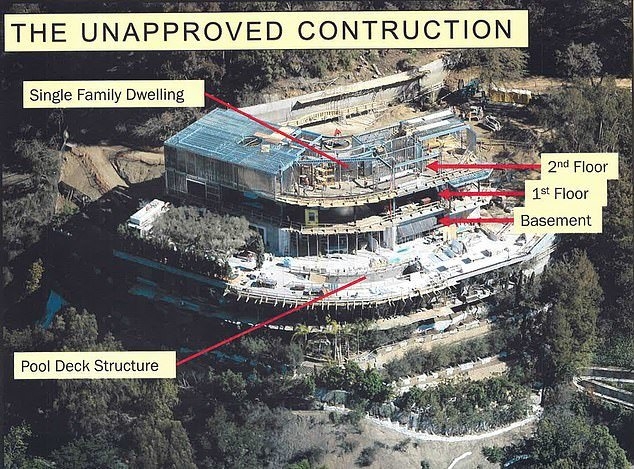 THE UNAPPROVED CONTRUCTION
Single Family Dwelling
2nd Floor
1st Floor
Basement
Pool Deck Structure